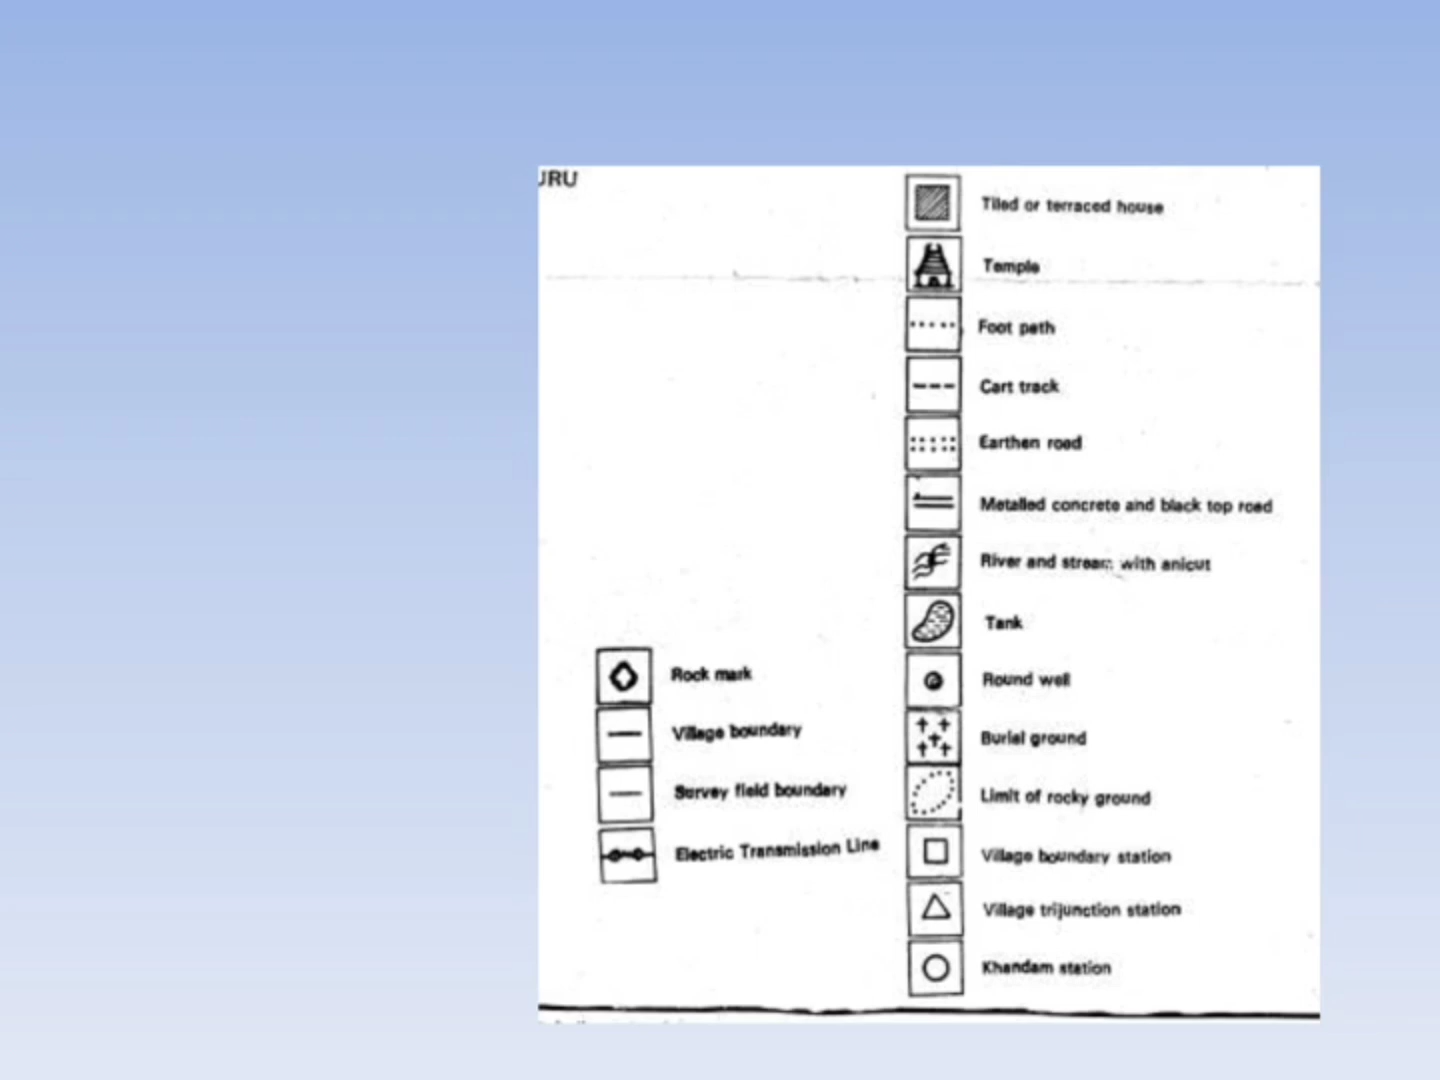 URU
Tiled or terraced house
Temple
Foot path
Cart track
Earthen road
Metalled concrete and black top road
River and stream with anicut
Tank
Round well
Burial ground
Limit of rocky ground
Village boundary station
Village trijunction station
Khandam station
Rock mark
Village boundary
Survey field boundary
Electric Transmission Line